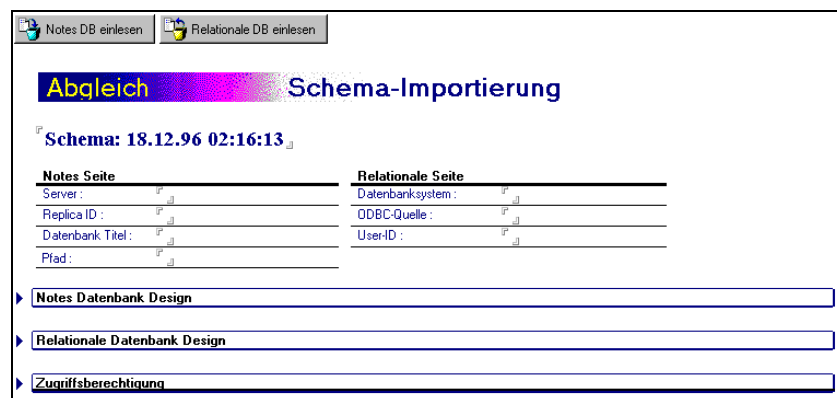 Notes DB einlesen Relationale DB einlesen
Abgleich Schema-Importierung
Schema: 18.12.96 02:16:13
Notes Seite Relationale Seite
Server : Datenbanksystem :
Replica ID : ODBC-Quelle :
Datenbank Titel : User-ID :
Pfad :
Notes Datenbank Design
Relationale Datenbank Design
Zugriffsberechtigung